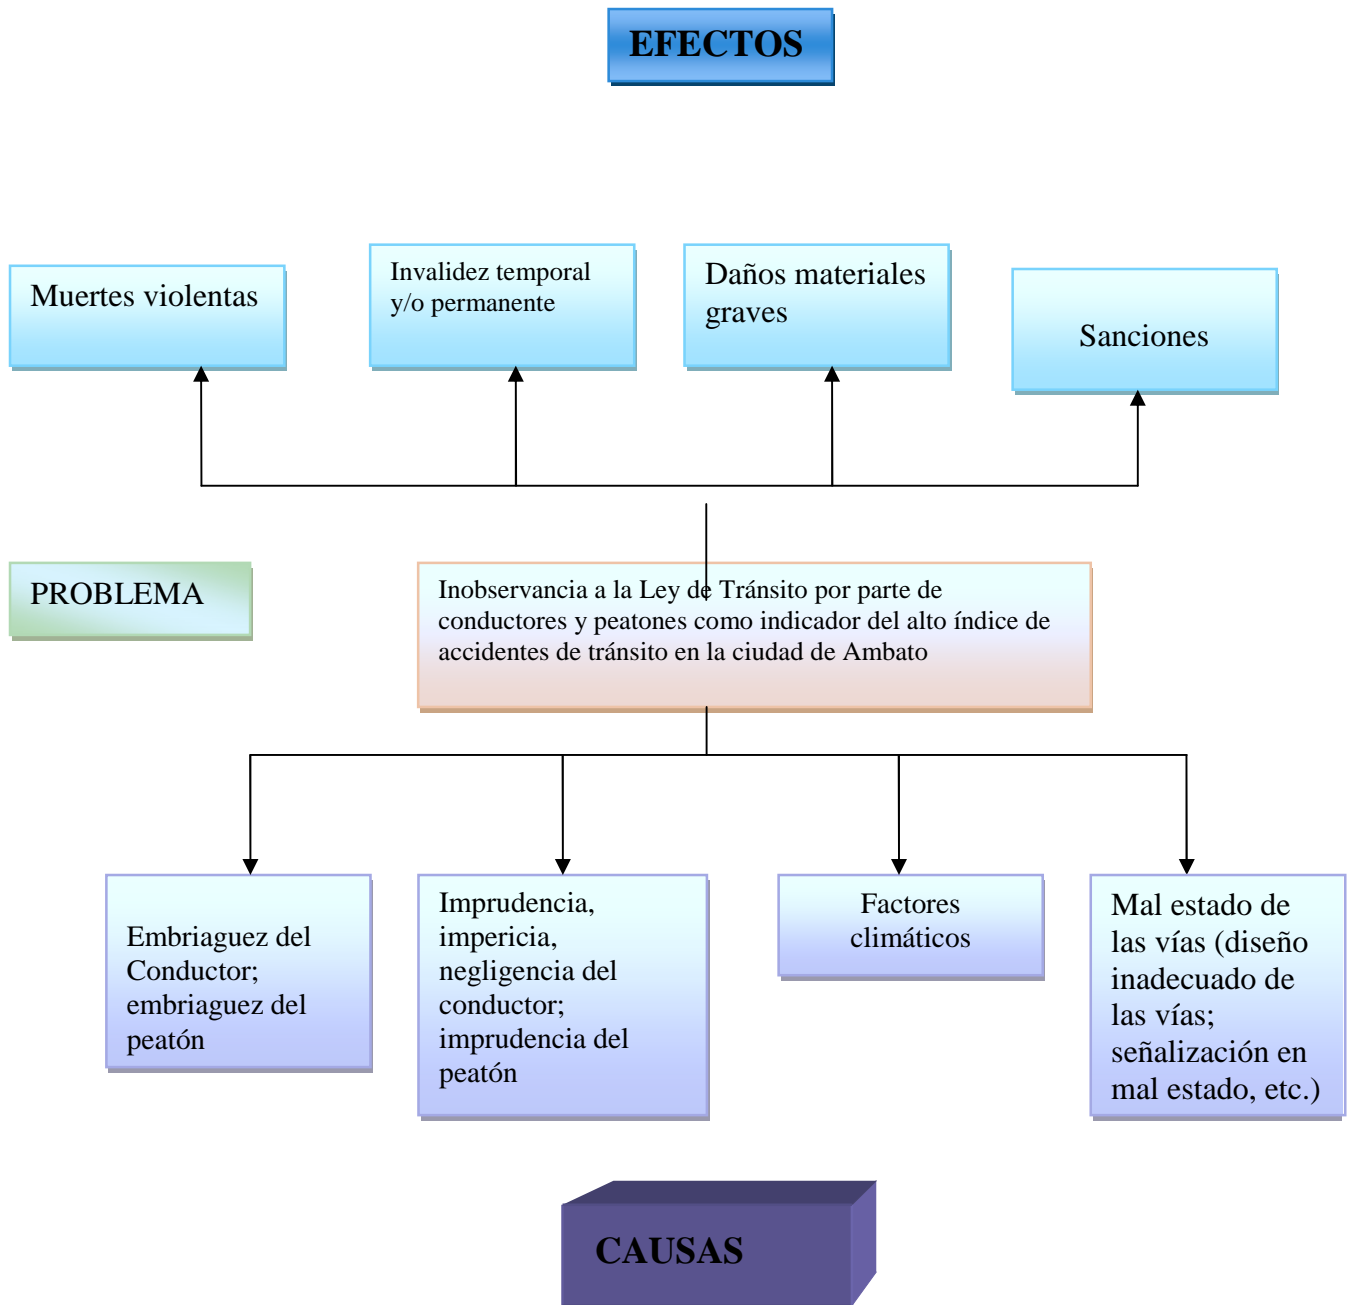 EFECTOS
Muertes violentas
Invalidez temporal
y/o permanente
Daños materiales
graves
Sanciones
PROBLEMA
Inobservancia a la Ley de Tránsito por parte de
conductores y peatones como indicador del alto índice de
accidentes de tránsito en la ciudad de Ambato
Embriaguez del
Conductor;
embriaguez del
peatón
Imprudencia,
impericia,
negligencia del
conductor;
imprudencia del
peatón
Factores
climáticos
Mal estado de
las vías (diseño
inadecuado de
las vías;
señalización en
mal estado, etc.)
CAUSAS